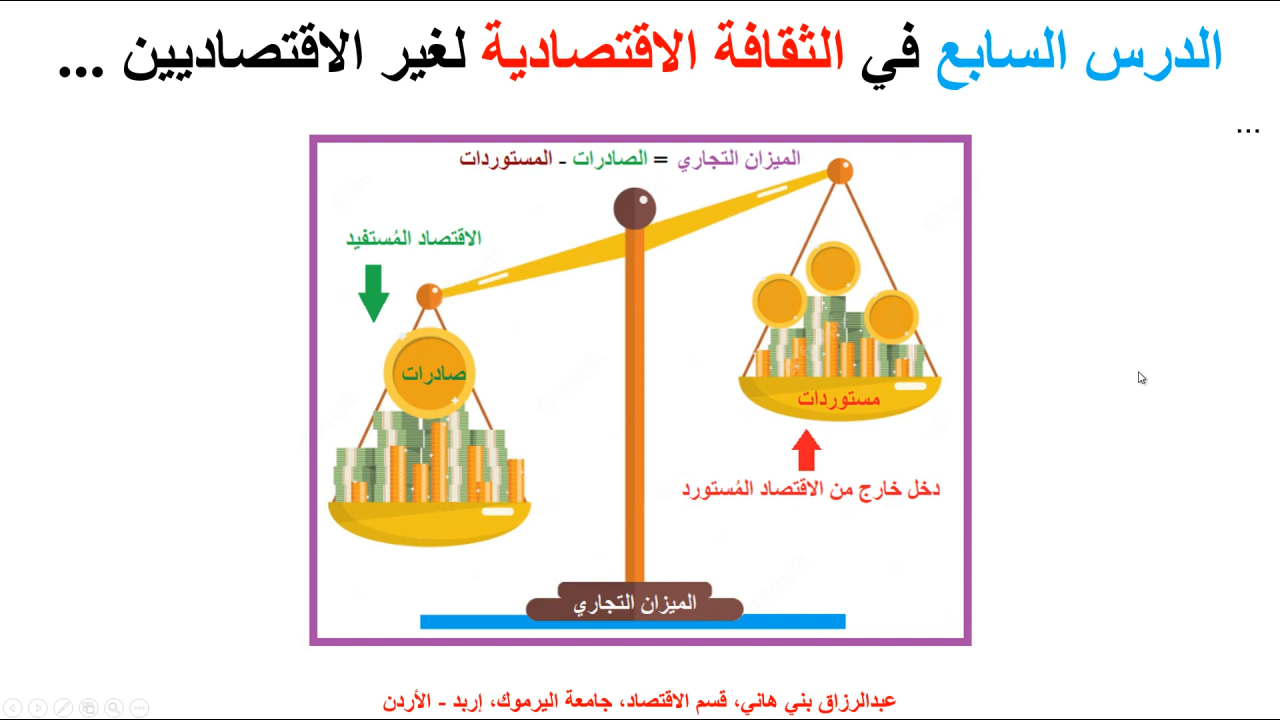 الدرس السابع في الثقافة الاقتصادية لغير الاقتصاديين ...
...
الميزان التجاري = الصادرات - المستوردات
الاقتصاد المُستفيد
صادرات
مستوردات
دخل خارج من الاقتصاد المُستورد
الميزان التجاري
عبدالرزاق بني هاني، قسم الاقتصاد، جامعة اليرموك، إربد - الأردن